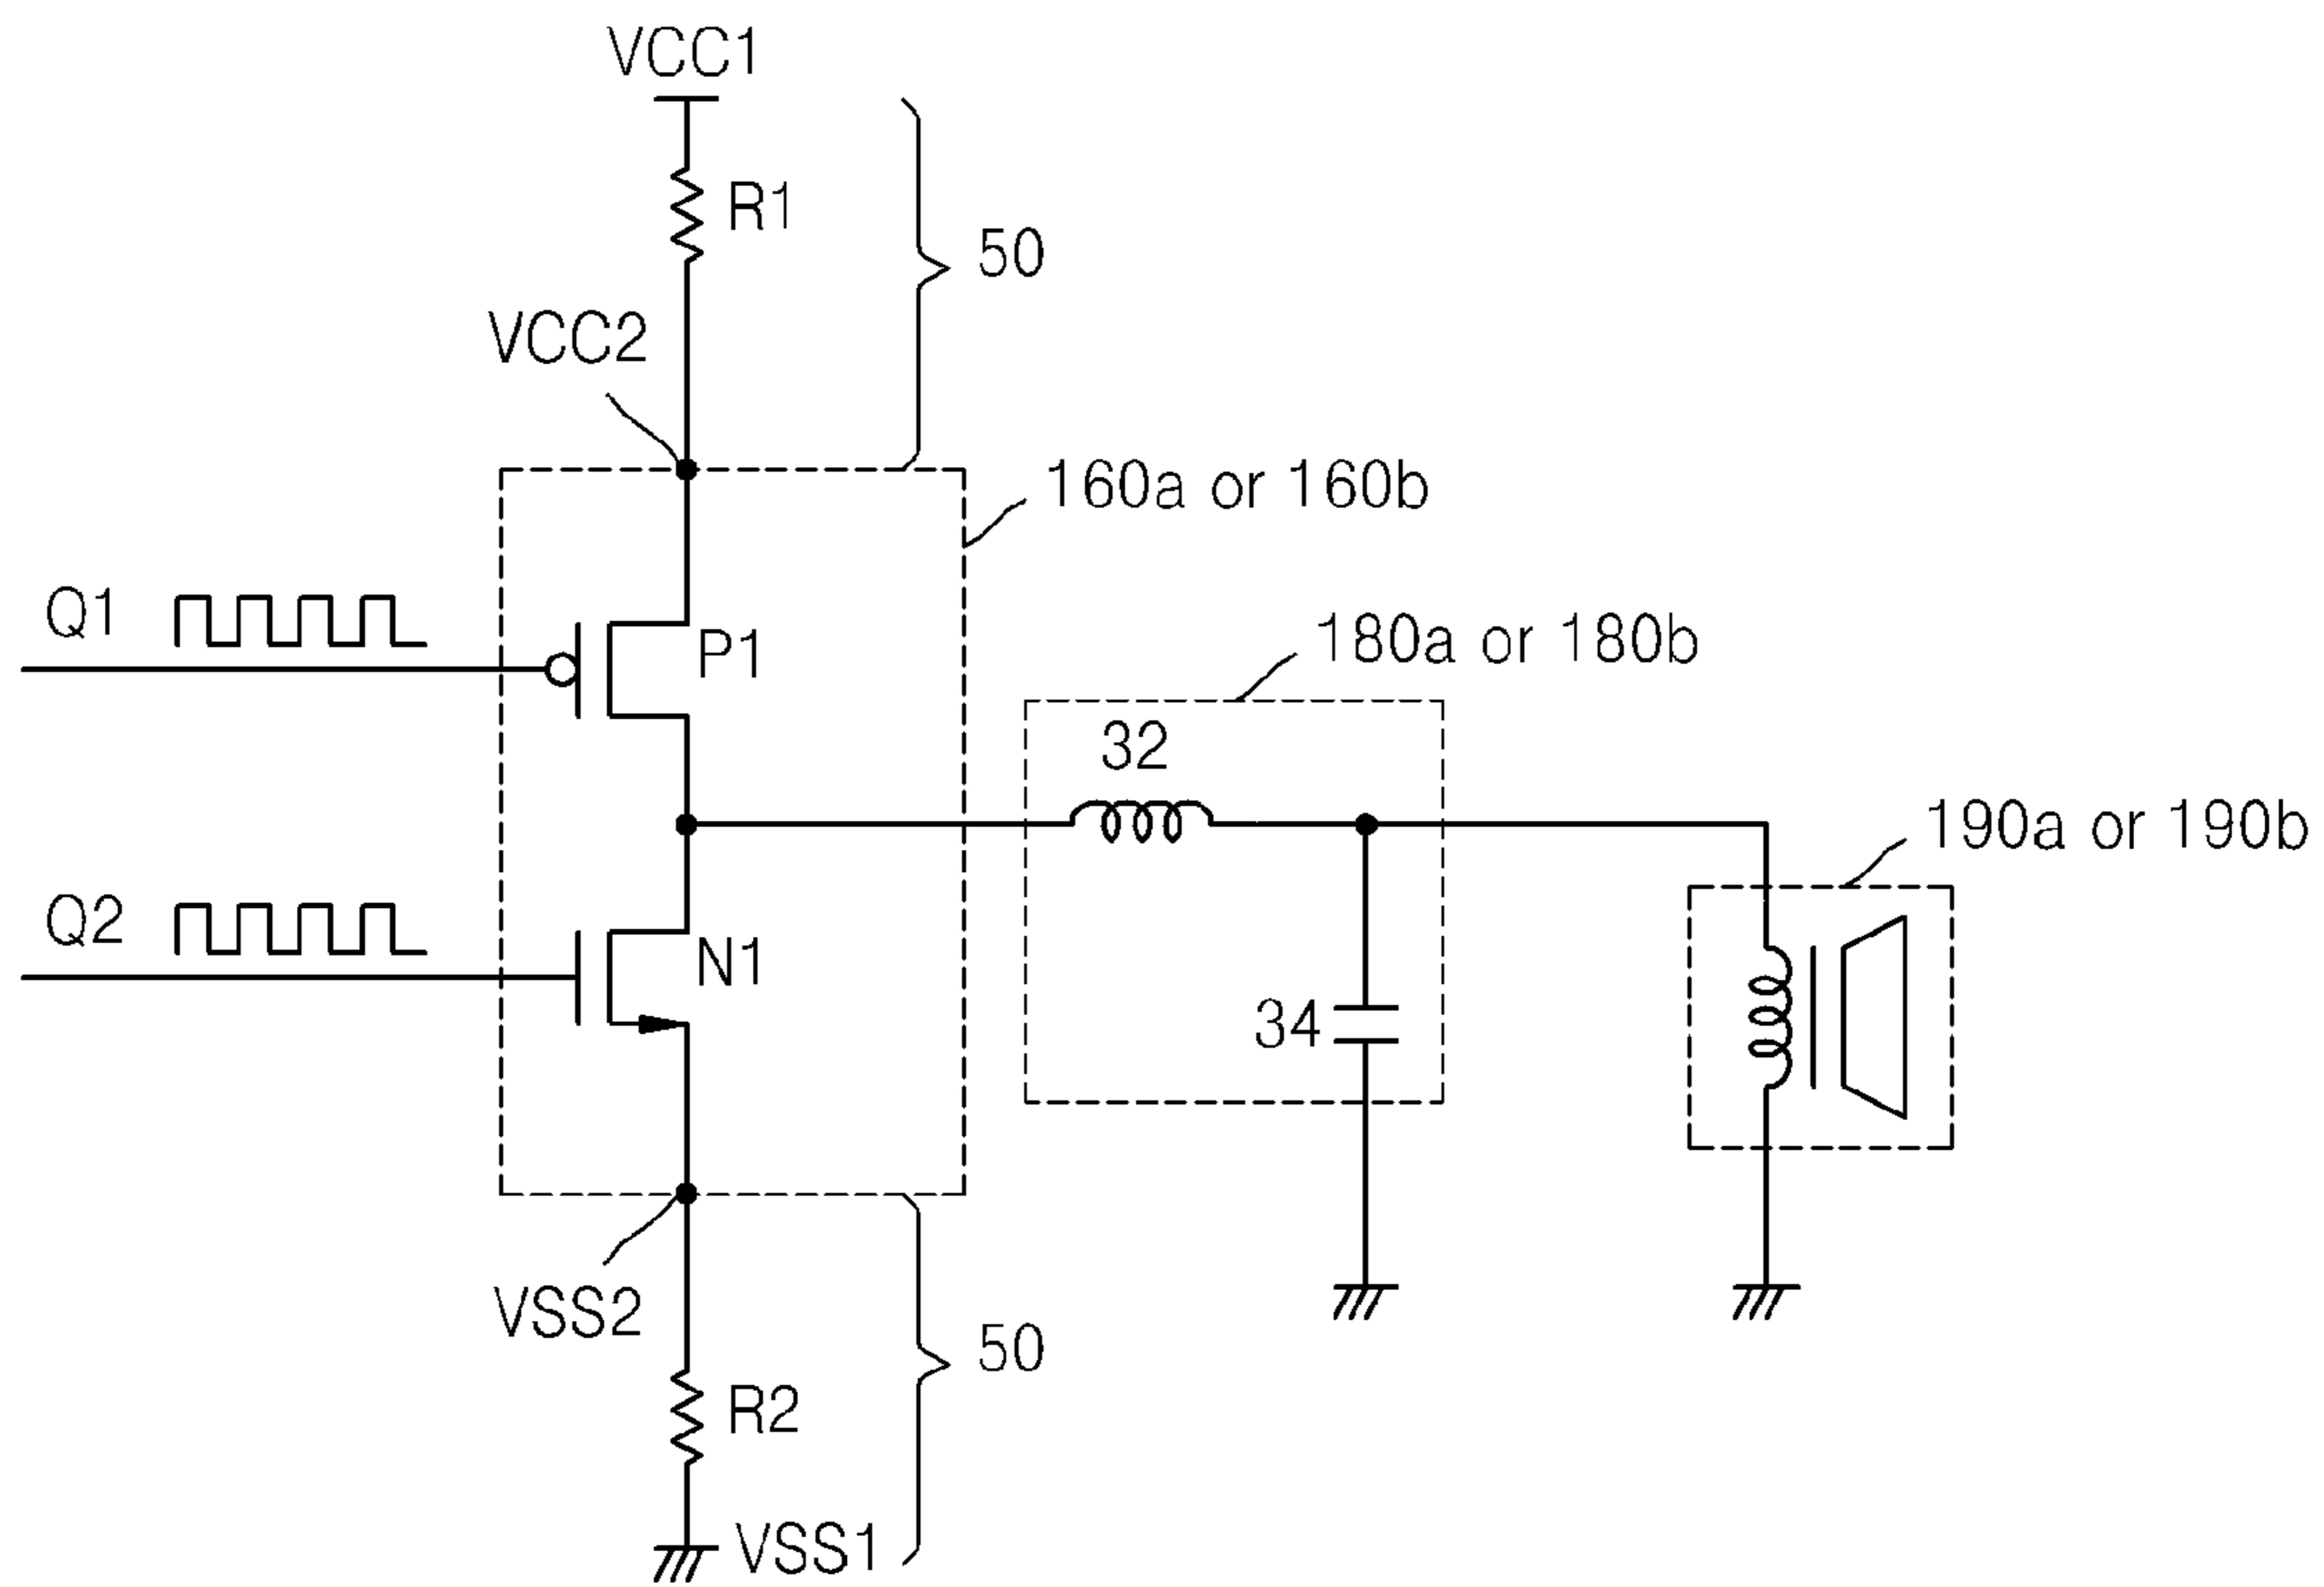 VCC1
R1
50
VCC2
160a or 160b
Q1
P1
180a or 180b
32
190a or 190b
Q2
N1
34
VSS2
50
R2
VSS1